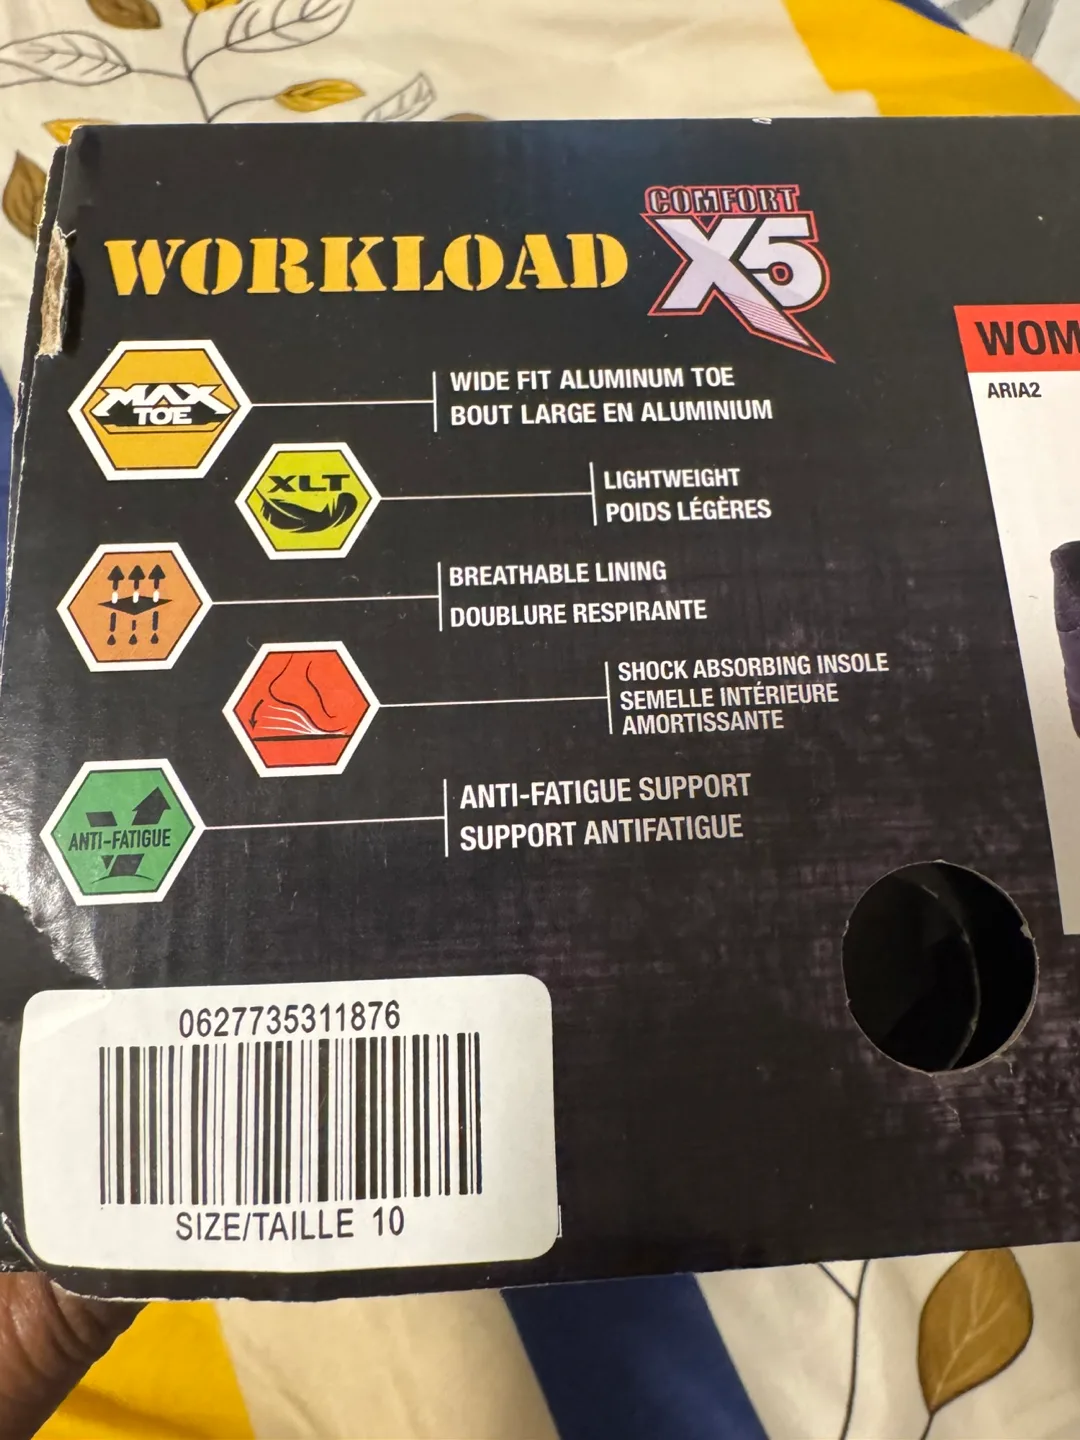 COMFORT
WORKLOAD X5
MAX
TOE
WIDE FIT ALUMINUM TOE
BOUT LARGE EN ALUMINIUM
WOM
ARIA2
XLT
LIGHTWEIGHT
POIDS LÉGÈRES
BREATHABLE LINING
DOUBLURE RESPIRANTE
SHOCK ABSORBING INSOLE
SEMELLE INTÉRIEURE
AMORTISSANTE
ANTI-FATIGUE
ANTI-FATIGUE SUPPORT
SUPPORT ANTIFATIGUE
0627735311876
SIZE/TAILLE 10